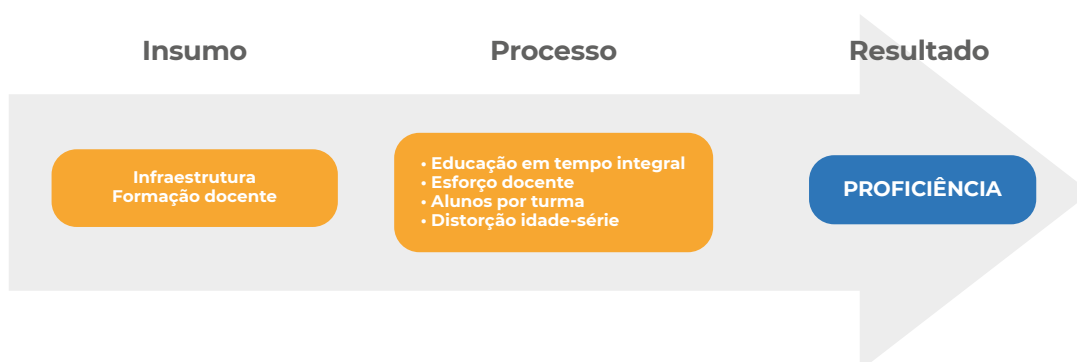 Insumo
Processo
Resultado
Infraestrutura
Formação docente
• Educação em tempo integral
• Esforço docente
• Alunos por turma
• Distorção idade-série
PROFICIÊNCIA